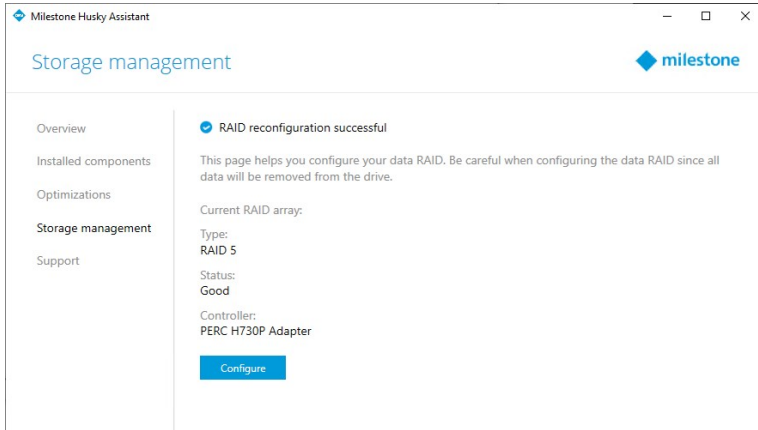 Milestone Husky Assistant
Storage management
milestone
Overview
Installed components
Optimizations
Storage management
Support
RAID reconfiguration successful
This page helps you configure your data RAID. Be careful when configuring the data RAID since all
data will be removed from the drive.
Current RAID array:
Type:
RAID 5
Status:
Good
Controller:
PERC H730P Adapter
Configure